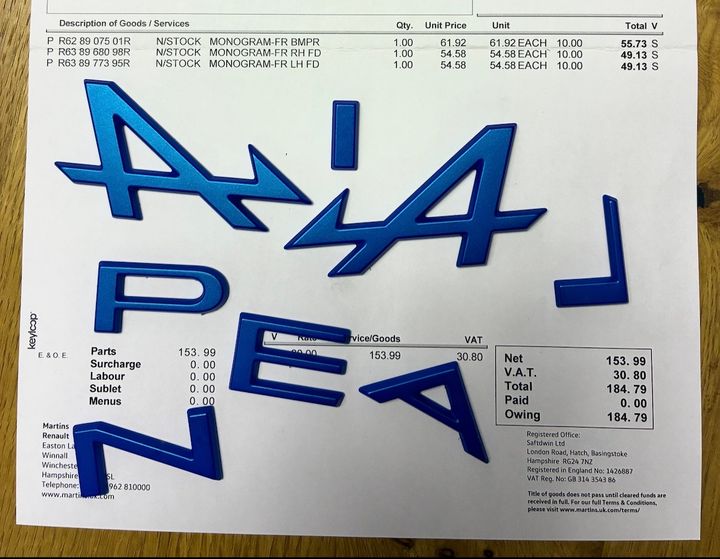 Description of Goods / Services Qty. Unit Price Unit Total V
P R62 89 075 01R N/STOCK MONOGRAM-FR BMPR 1.00 61.92 61.92 EACH 10.00 55.73 S
P R63 89 680 98R N/STOCK MONOGRAM-FR RH FD 1.00 54.58 54.58 EACH 10.00 49.13 S
P R63 89 773 95R N/STOCK MONOGRAM-FR LH FD 1.00 54.58 54.58 EACH 10.00 49.13 S
A I A
L
P
E
A
N
keyloop
E. & O. E.
Parts 153.99
Surcharge 0.00
Labour 0.00
Sublet 0.00
Menus 0.00
V VAT
153.99 30.80
Net 153.99
V.A.T. 30.80
Total 184.79
Paid 0.00
Owing 184.79
Martins
Renault
Easton
Winnall
Hampshire
Telephone: 962 810000
Registered Office:
Saftdwin Ltd
London Road, Hatch, Basingstoke
Hampshire RG24 7NZ
Registered in England No: 1426887
VAT Reg. No: GB 314 3543 86
Title of goods does not pass until cleared funds are
received in full. For our full Terms & Conditions,
please visit www.martins.uk.com/terms/